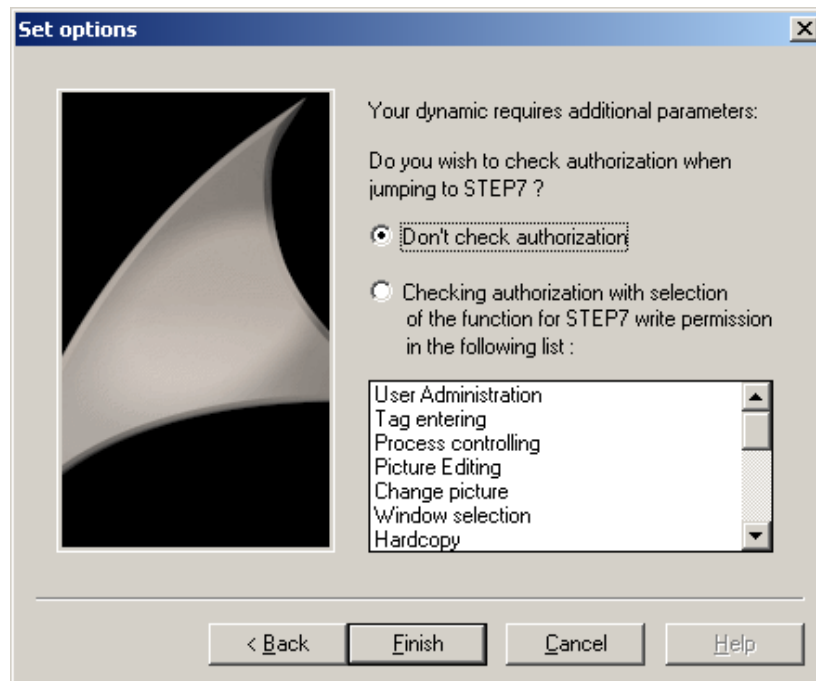 Set options
Your dynamic requires additional parameters:
Do you wish to check authorization when
jumping to STEP7 ?
Don't check authorization
Checking authorization with selection
of the function for STEP7 write permission
in the following list :
User Administration
Tag entering
Process controlling
Picture Editing
Change picture
Window selection
Hardcopy
< Back
Finish
Cancel
Help